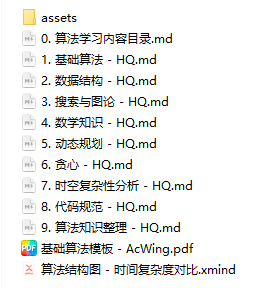 assets
0. 算法学习内容目录.md
1. 基础算法 - HQ.md
2. 数据结构 - HQ.md
3. 搜索与图论 - HQ.md
4. 数学知识 - HQ.md
5. 动态规划 - HQ.md
6. 贪心 - HQ.md
7. 时空复杂性分析 - HQ.md
8. 代码规范 - HQ.md
9. 算法知识整理 - HQ.md
PDF 基础算法模板 - AcWing.pdf
算法结构图 - 时间复杂度对比.xmind